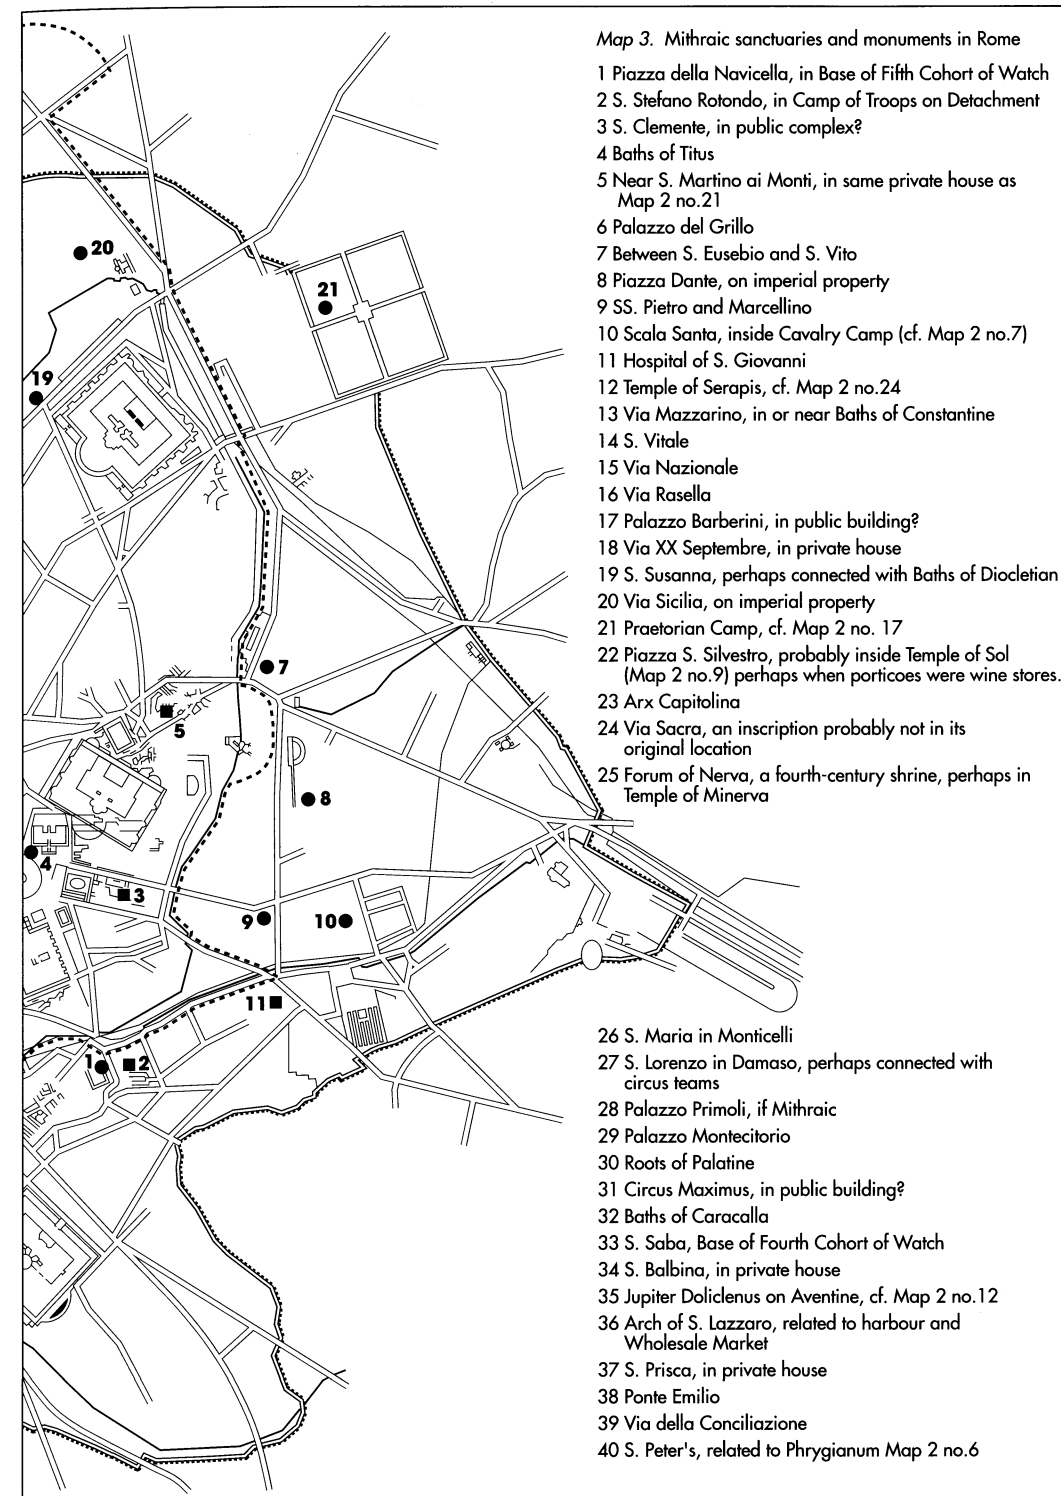 Map 3. Mithraic sanctuaries and monuments in Rome
1 Piazza della Navicella, in Base of Fifth Cohort of Watch
2 S. Stefano Rotondo, in Camp of Troops on Detachment
3 S. Clemente, in public complex?
4 Baths of Titus
5 Near S. Martino ai Monti, in same private house as
Map 2 no.21
6 Palazzo del Grillo
7 Between S. Eusebio and S. Vito
8 Piazza Dante, on imperial property
9 SS. Pietro and Marcellino
10 Scala Santa, inside Cavalry Camp (cf. Map 2 no.7)
11 Hospital of S. Giovanni
12 Temple of Serapis, cf. Map 2 no.24
13 Via Mazzarino, in or near Baths of Constantine
14 S. Vitale
15 Via Nazionale
16 Via Rasella
17 Palazzo Barberini, in public building?
18 Via XX Septembre, in private house
19 S. Susanna, perhaps connected with Baths of Diocletian
20 Via Sicilia, on imperial property
21 Praetorian Camp, cf. Map 2 no. 17
22 Piazza S. Silvestro, probably inside Temple of Sol
(Map 2 no.9) perhaps when porticoes were wine stores.
23 Arx Capitolina
24 Via Sacra, an inscription probably not in its
original location
25 Forum of Nerva, a fourth-century shrine, perhaps in
Temple of Minerva
26 S. Maria in Monticelli
27 S. Lorenzo in Damaso, perhaps connected with
circus teams
28 Palazzo Primoli, if Mithraic
29 Palazzo Montecitorio
30 Roots of Palatine
31 Circus Maximus, in public building?
32 Baths of Caracalla
33 S. Saba, Base of Fourth Cohort of Watch
34 S. Balbina, in private house
35 Jupiter Doliclenus on Aventine, cf. Map 2 no.12
36 Arch of S. Lazzaro, related to harbour and
Wholesale Market
37 S. Prisca, in private house
38 Ponte Emilio
39 Via della Conciliazione
40 S. Peter's, related to Phrygianum Map 2 no.6
20
21
19
7
5
8
4
3
9
10
11
1
2